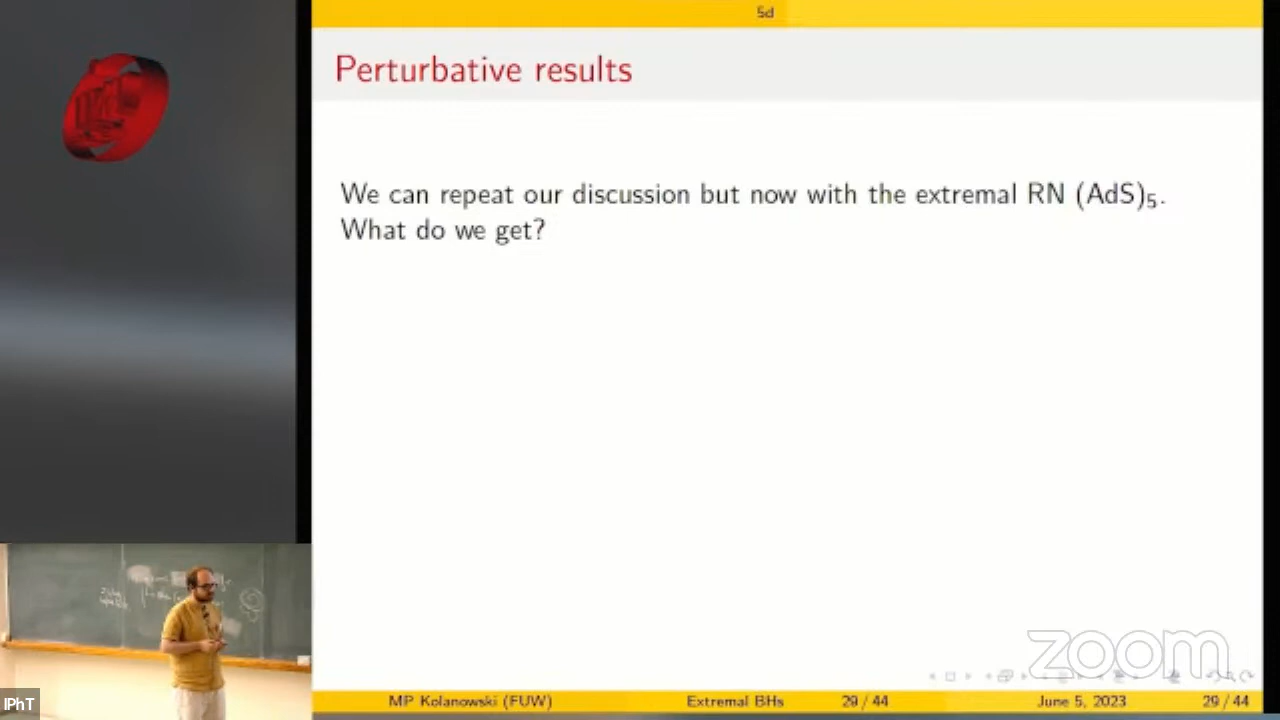 5d
Perturbative results
We can repeat our discussion but now with the extremal RN (AdS)₅.
What do we get?
zoom
MP Kolanowski (FUW) Extremal BHs 29 / 44 June 5, 2023 29 / 44
IPhT